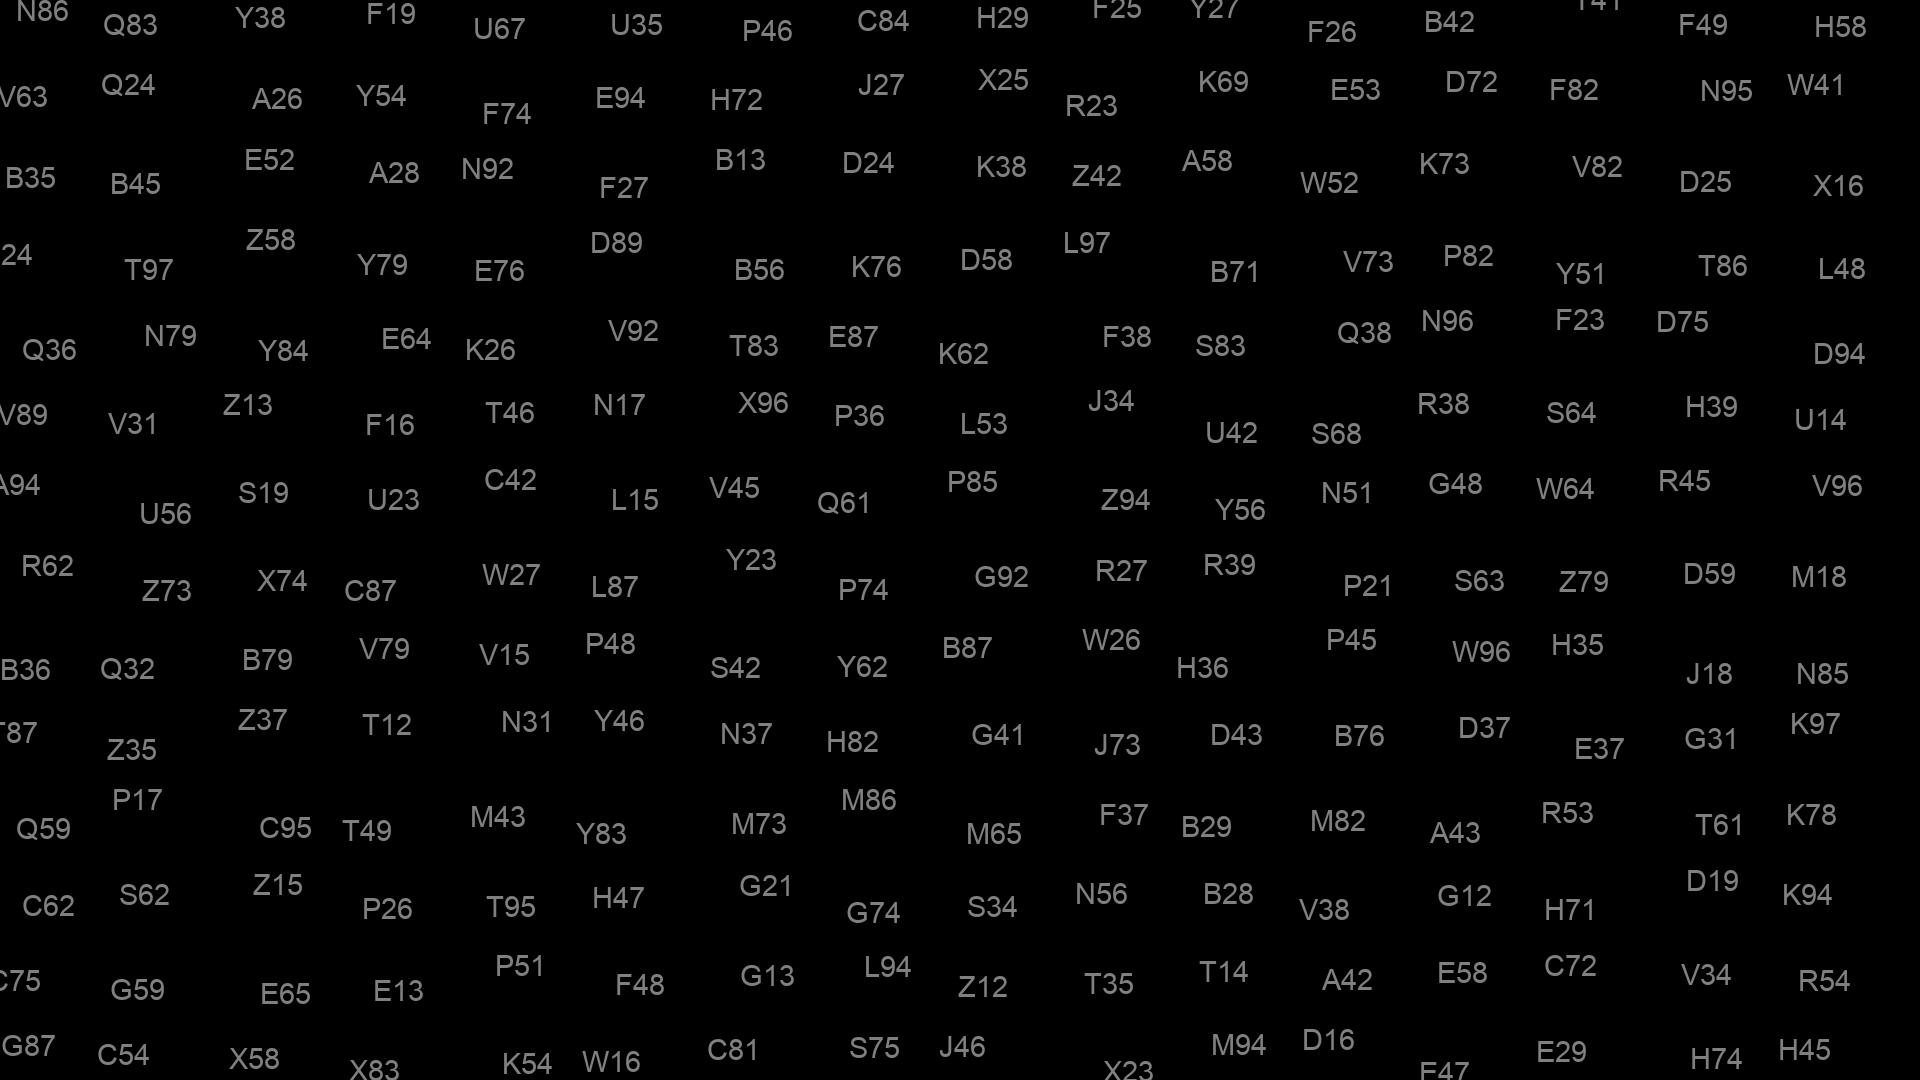 N86 Q83 Y38 F19 U67 U35 P46 C84 H29 F25 Y27 F26 B42 F49 H58
V63 Q24 A26 Y54 F74 E94 H72 J27 X25 R23 K69 E53 D72 F82 N95 W41
B35 B45 E52 A28 N92 F27 B13 D24 K38 Z42 A58 W52 K73 V82 D25 X16
24 T97 Z58 Y79 E76 D89 B56 K76 D58 L97 B71 V73 P82 Y51 T86 L48
Q36 N79 Y84 E64 K26 V92 T83 E87 K62 F38 S83 Q38 N96 F23 D75 D94
V89 V31 Z13 F16 T46 N17 X96 P36 L53 J34 U42 S68 R38 S64 H39 U14
A94 U56 S19 U23 C42 L15 V45 Q61 P85 Z94 Y56 N51 G48 W64 R45 V96
R62 Z73 X74 C87 W27 L87 Y23 P74 G92 R27 R39 P21 S63 Z79 D59 M18
B36 Q32 B79 V79 V15 P48 S42 Y62 B87 W26 H36 P45 W96 H35 J18 N85
T87 Z35 Z37 T12 N31 Y46 N37 H82 G41 J73 D43 B76 D37 E37 G31 K97
Q59 P17 C95 T49 M43 Y83 M73 M86 M65 F37 B29 M82 A43 R53 T61 K78
C62 S62 Z15 P26 T95 H47 G21 G74 S34 N56 B28 V38 G12 H71 D19 K94
C75 G59 E65 E13 P51 F48 G13 L94 Z12 T35 T14 A42 E58 C72 V34 R54
G87 C54 X58 X83 K54 W16 C81 S75 J46 X23 M94 D16 E29 H74 H45